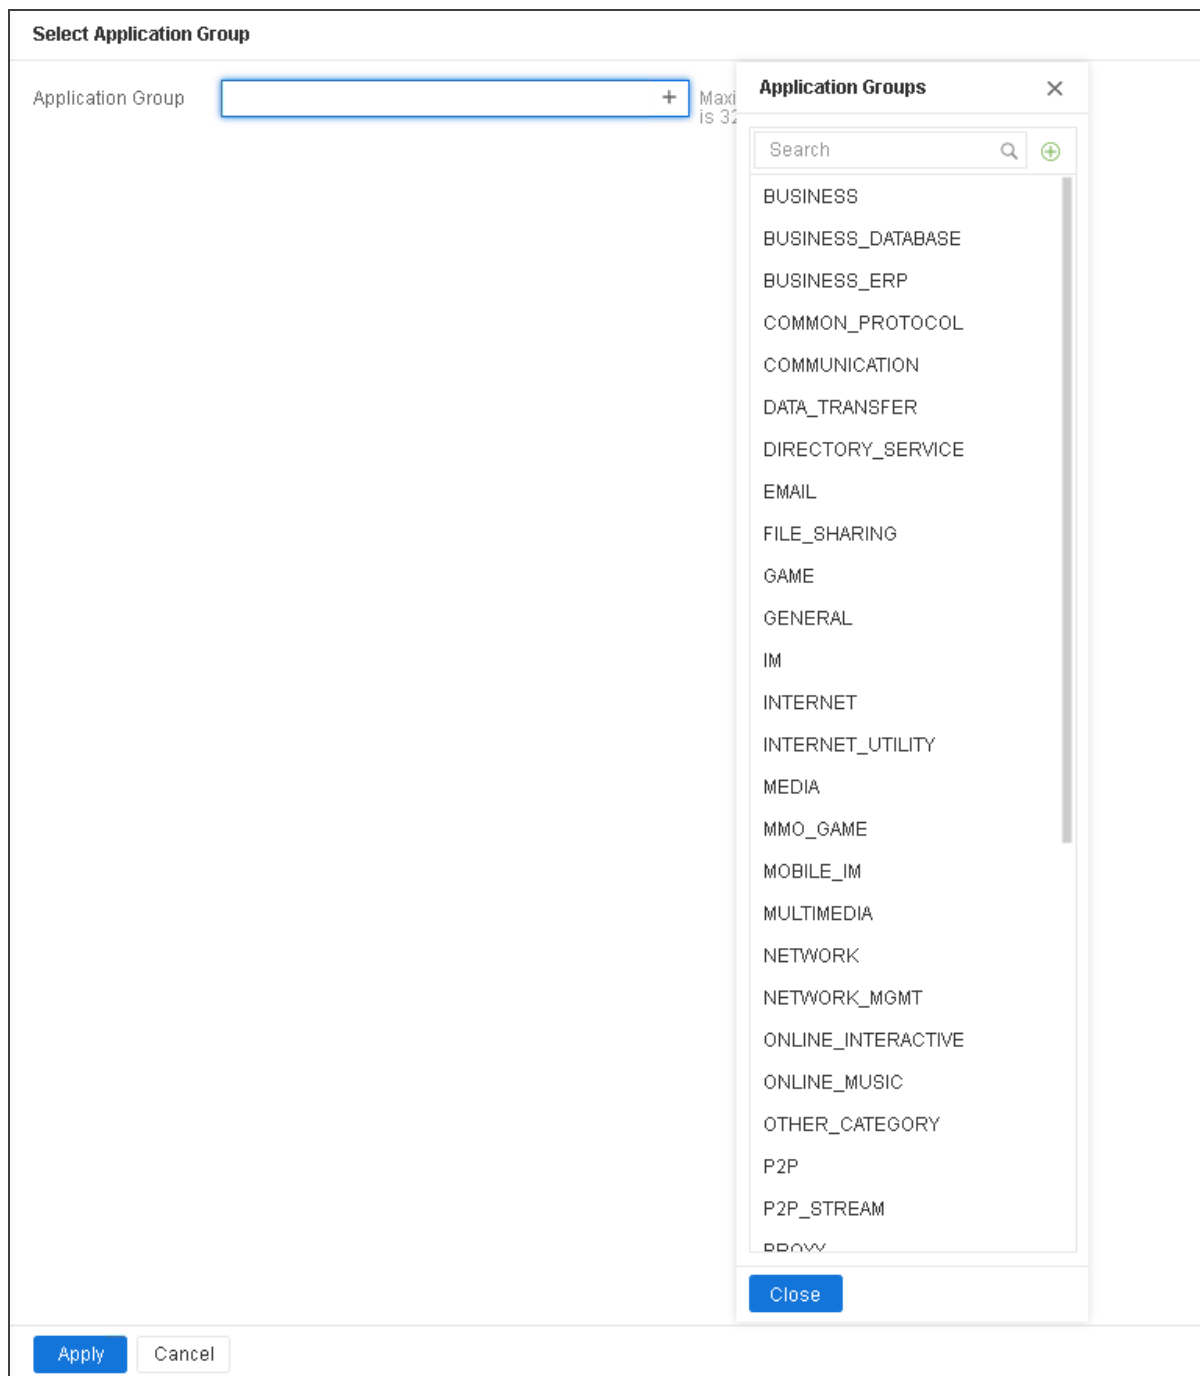 Select Application Group
Application Group
+
Maxi
is 32
Application Groups
Search
BUSINESS
BUSINESS_DATABASE
BUSINESS_ERP
COMMON_PROTOCOL
COMMUNICATION
DATA_TRANSFER
DIRECTORY_SERVICE
EMAIL
FILE_SHARING
GAME
GENERAL
IM
INTERNET
INTERNET_UTILITY
MEDIA
MMO_GAME
MOBILE_IM
MULTIMEDIA
NETWORK
NETWORK_MGMT
ONLINE_INTERACTIVE
ONLINE_MUSIC
OTHER_CATEGORY
P2P
P2P_STREAM
PROXY
Close
Apply
Cancel